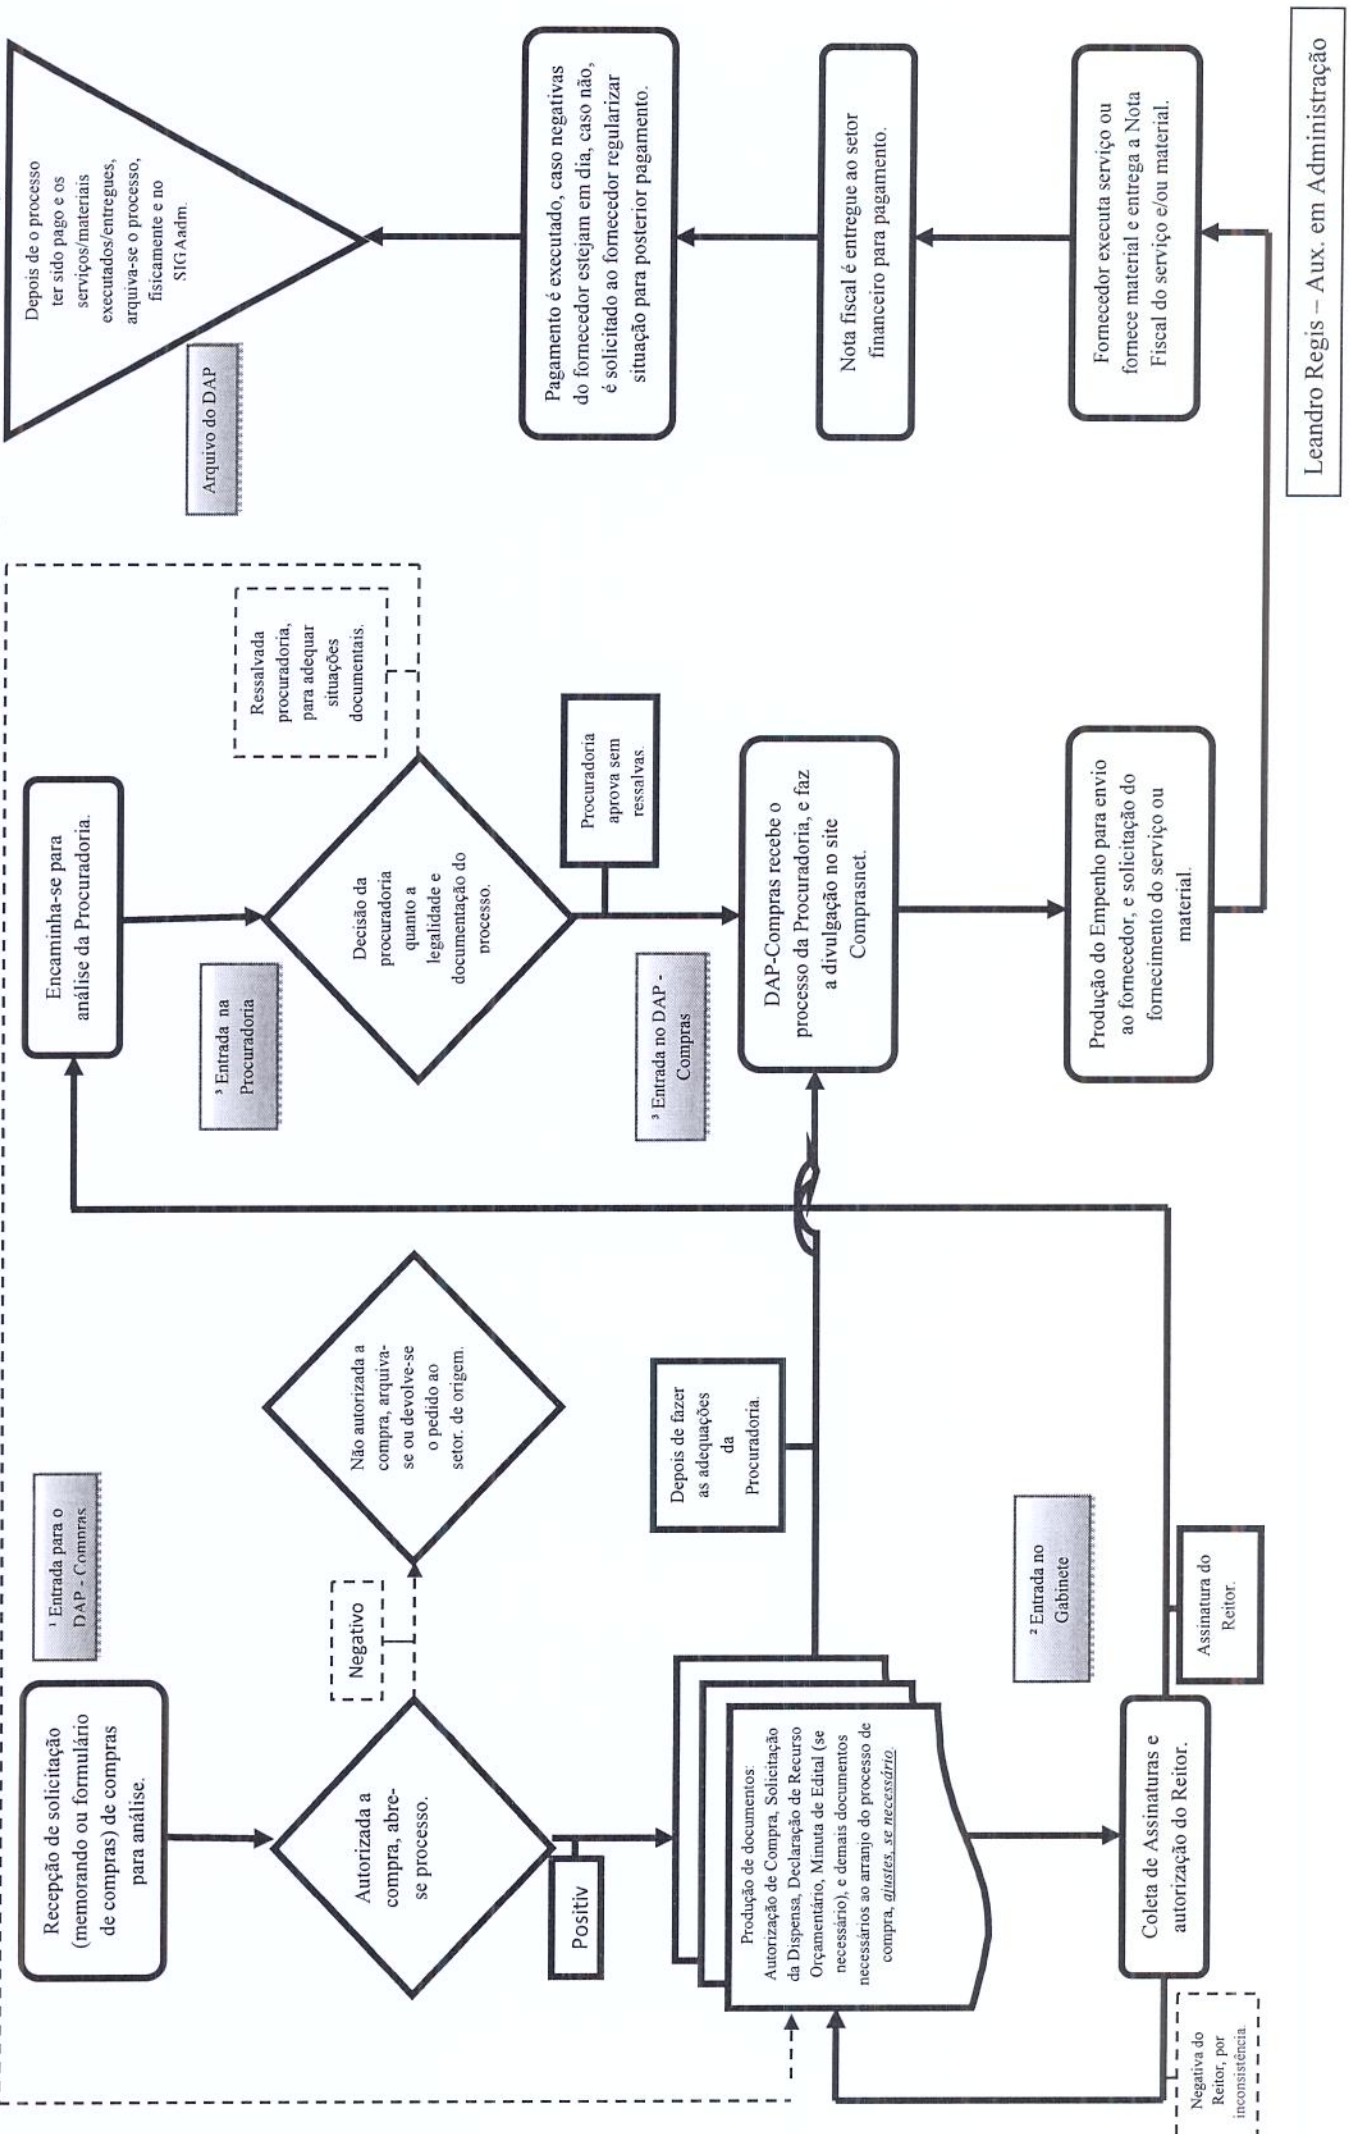 ¹ Entrada para o
DAP - Compras
Recepção de solicitação
(memorando ou formulário
de compras) de compras
para análise.
Autorizada a
compra, abre-
se processo.
Negativo
Não autorizada a
compra, arquiva-
se ou devolve-se
o pedido ao
setor. de origem.
Positiv
Produção de documentos:
Autorização de Compra, Solicitação
da Dispensa, Declaração de Recurso
Orçamentário, Minuta de Edital (se
necessário), e demais documentos
necessários ao arranjo do processo de
compra, ajustes, se necessário.
Depois de fazer
as adequações
da
Procuradoria.
² Entrada no
Gabinete
Coleta de Assinaturas e
autorização do Reitor.
Negativa do
Reitor, por
inconsistência.
Assinatura do
Reitor.
Encaminha-se para
análise da Procuradoria.
³ Entrada na
Procuradoria
Decisão da
procuradoria
quanto a
legalidade e
documentação do
processo.
Ressalvada
procuradoria,
para adequar
situações
documentais.
Procuradoria
aprova sem
ressalvas.
³ Entrada no DAP -
Compras
DAP-Compras recebe o
processo da Procuradoria, e faz
a divulgação no site
Comprasnet.
Produção do Empenho para envio
ao fornecedor, e solicitação do
fornecimento do serviço ou
material.
Depois de o processo
ter sido pago e os
serviços/materiais
executados/entregues,
arquiva-se o processo,
fisicamente e no
SIGAadm.
Arquivo do DAP
Pagamento é executado, caso negativas
do fornecedor estejam em dia, caso não,
é solicitado ao fornecedor regularizar
situação para posterior pagamento.
Nota fiscal é entregue ao setor
financeiro para pagamento.
Fornecedor executa serviço ou
fornece material e entrega a Nota
Fiscal do serviço e/ou material.
Leandro Regis – Aux. em Administração